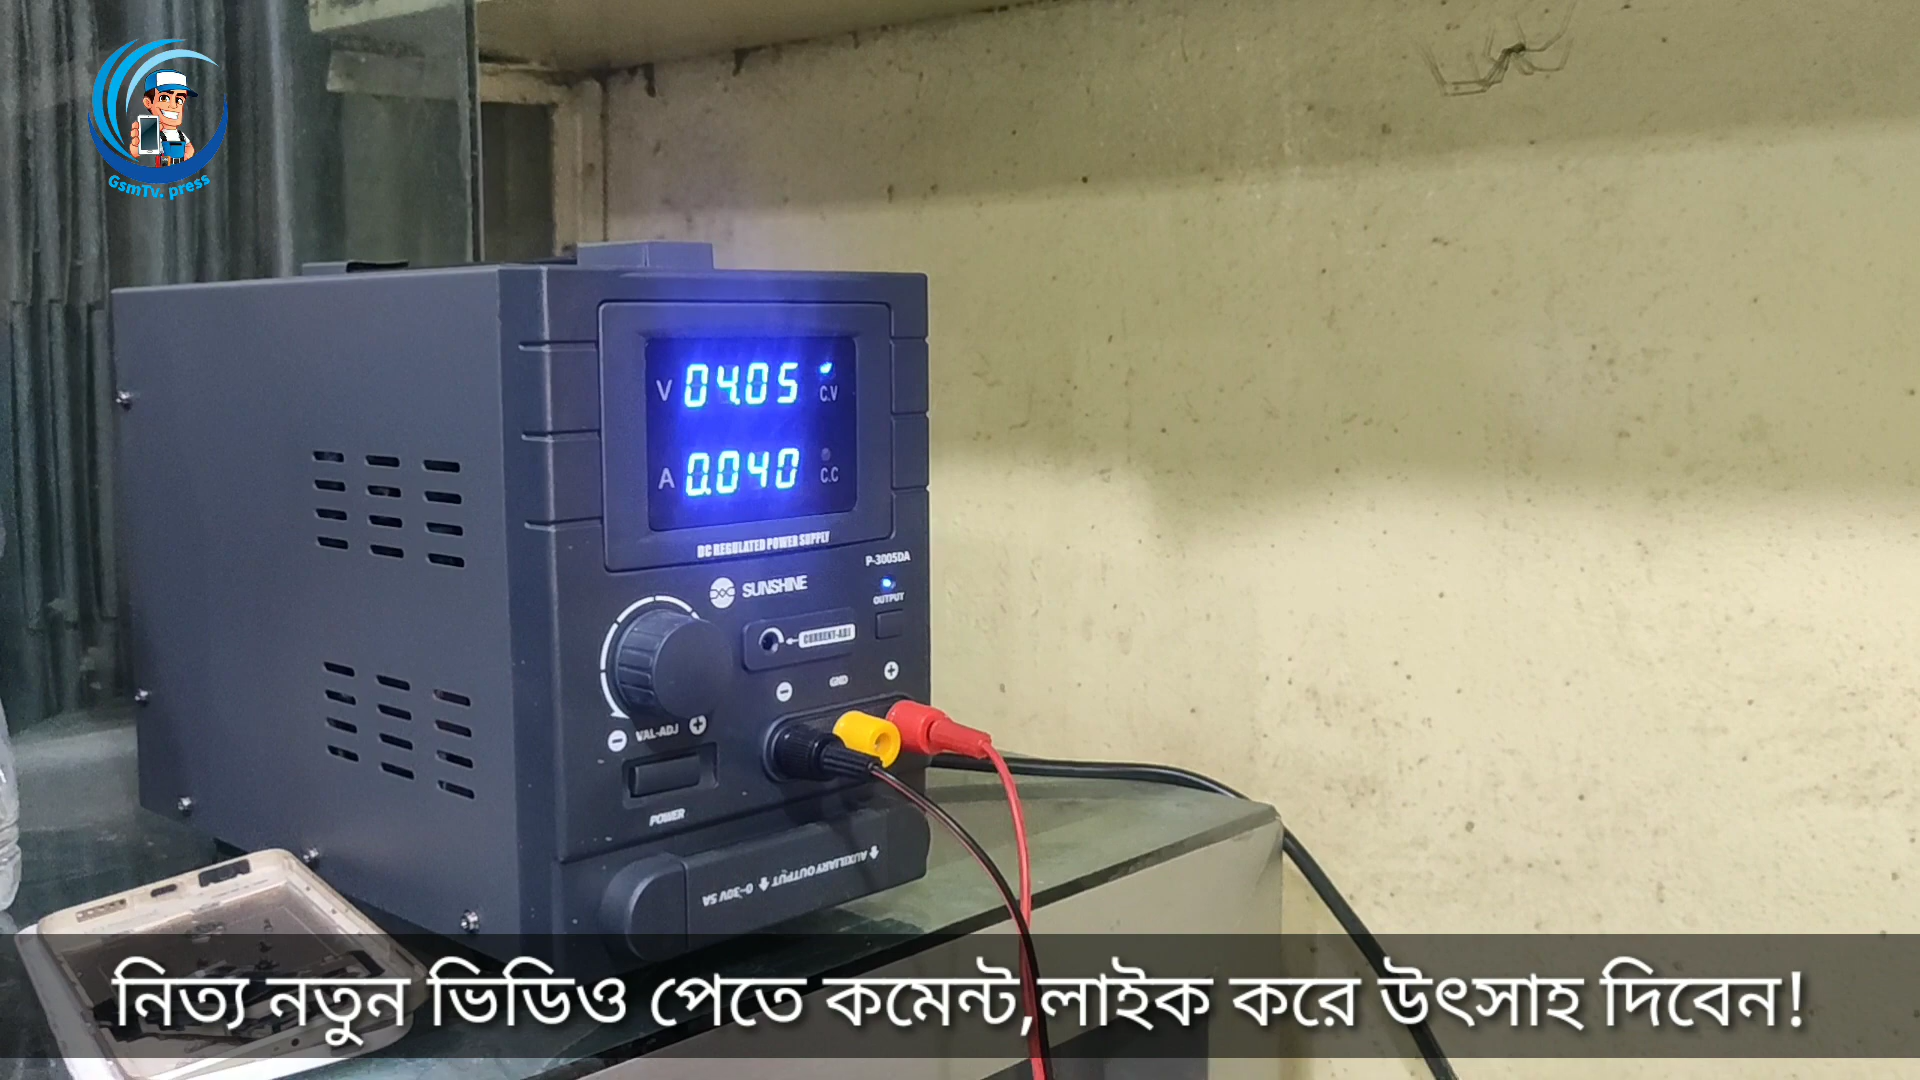 GsmTv. press
V 04.05 C.V
A 0.040 C.C
DC REGULATED POWER SUPPLY
P-3005DA
SUNSHINE
OUTPUT
CURRENT-ADJ
GND
VAL-ADJ
POWER
AUXILIARY OUTPUT 0-30V 5A
নিত্য নতুন ভিডিও পেতে কমেন্ট,লাইক করে উৎসাহ দিবেন!